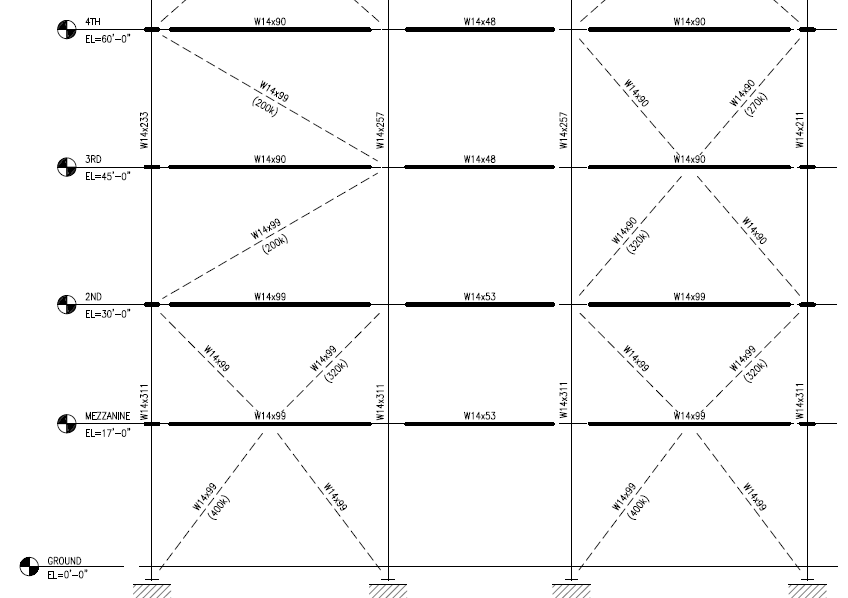 4TH
EL=60'-0"
W14x90
W14x48
W14x90
W14x99
(200k)
W14x90
W14x90
(270k)
W14x233
W14x257
W14x257
W14x211
3RD
EL=45'-0"
W14x90
W14x48
W14x90
W14x99
(200k)
W14x90
(320k)
W14x90
2ND
EL=30'-0"
W14x99
W14x53
W14x99
W14x99
W14x99
(320k)
W14x99
W14x99
(320k)
W14x311
W14x311
W14x311
W14x311
MEZZANINE
EL=17'-0"
W14x99
W14x53
W14x99
W14x99
(400k)
W14x99
W14x99
(400k)
W14x99
GROUND
EL=0'-0"